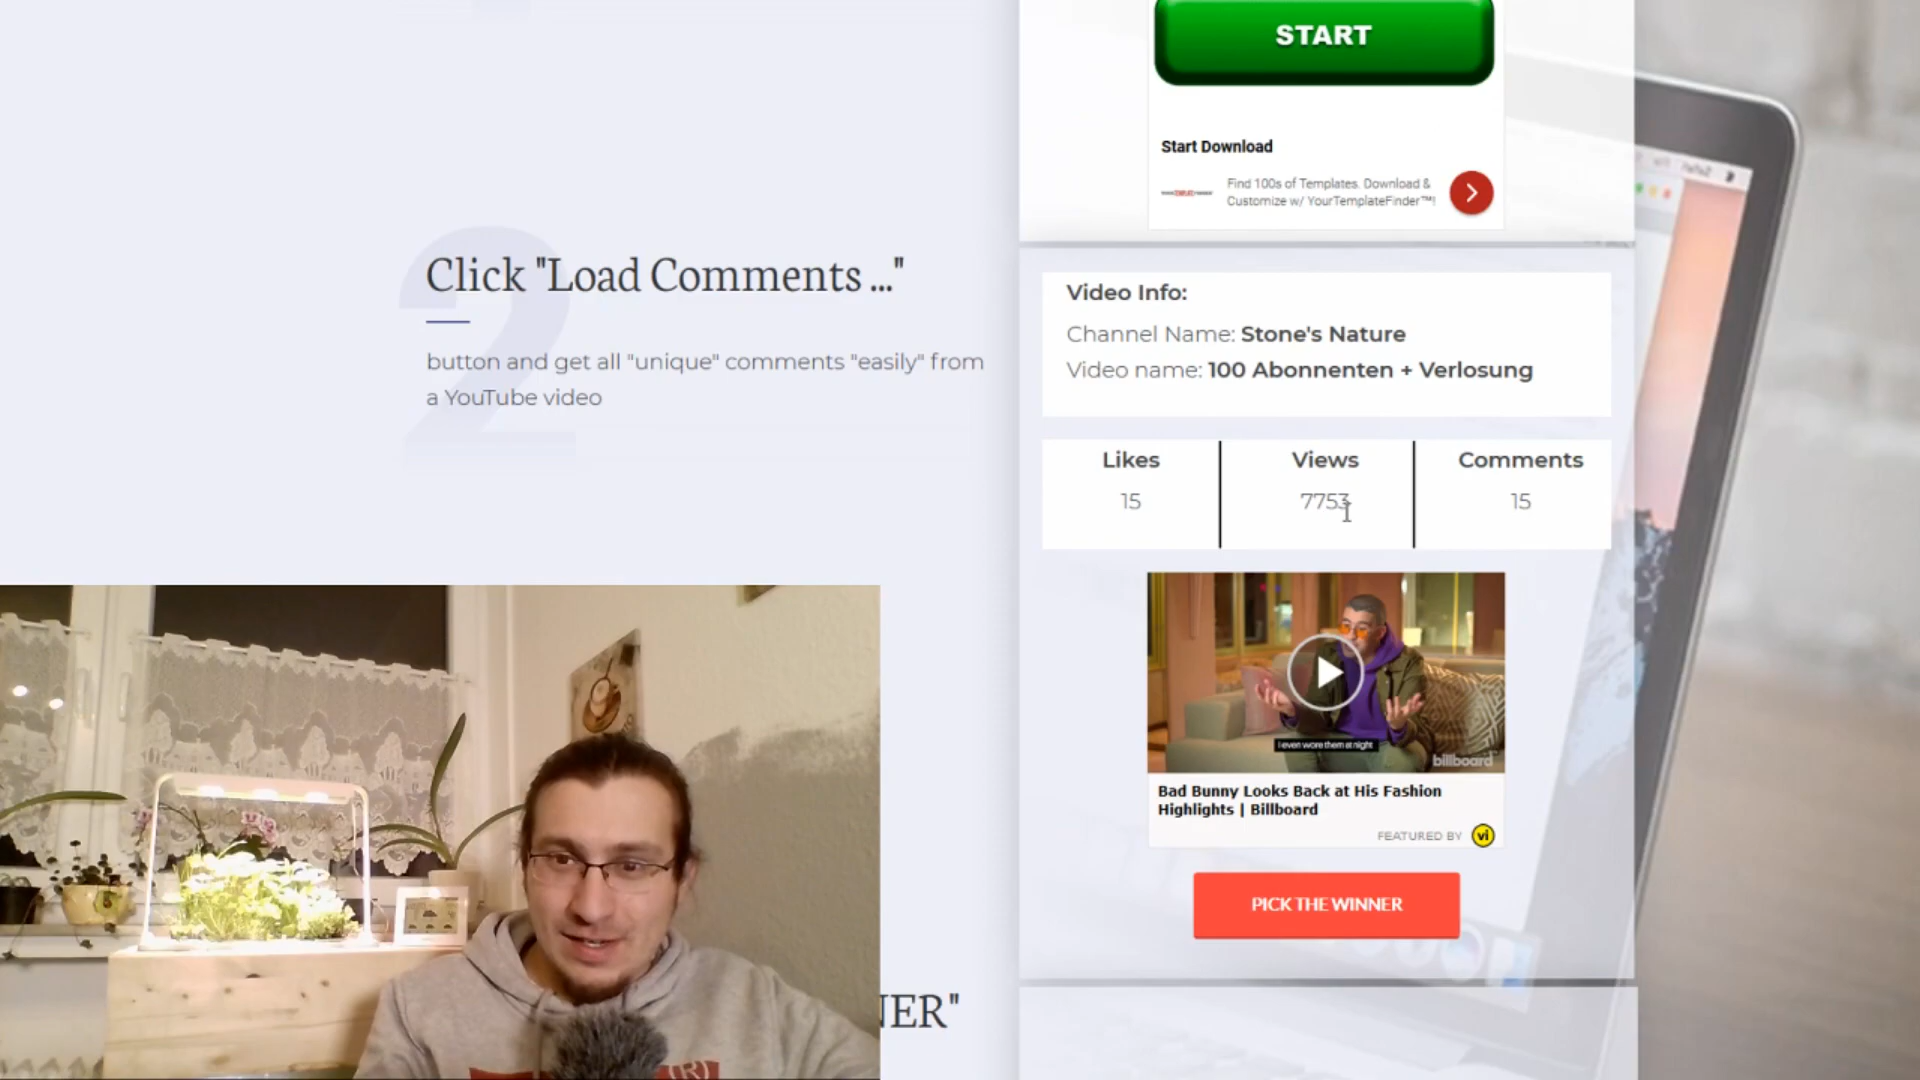 START
Start Download
Find 100s of Templates. Download &
Customize w/ YourTemplateFinder™!
2
Click "Load Comments ..."
button and get all "unique" comments "easily" from
a YouTube video
Video Info:
Channel Name: Stone's Nature
Video name: 100 Abonnenten + Verlosung
Likes Views Comments
15 7753 15
I even wore them at night
billboard
Bad Bunny Looks Back at His Fashion
Highlights | Billboard
FEATURED BY vi
PICK THE WINNER
NER"
(R)